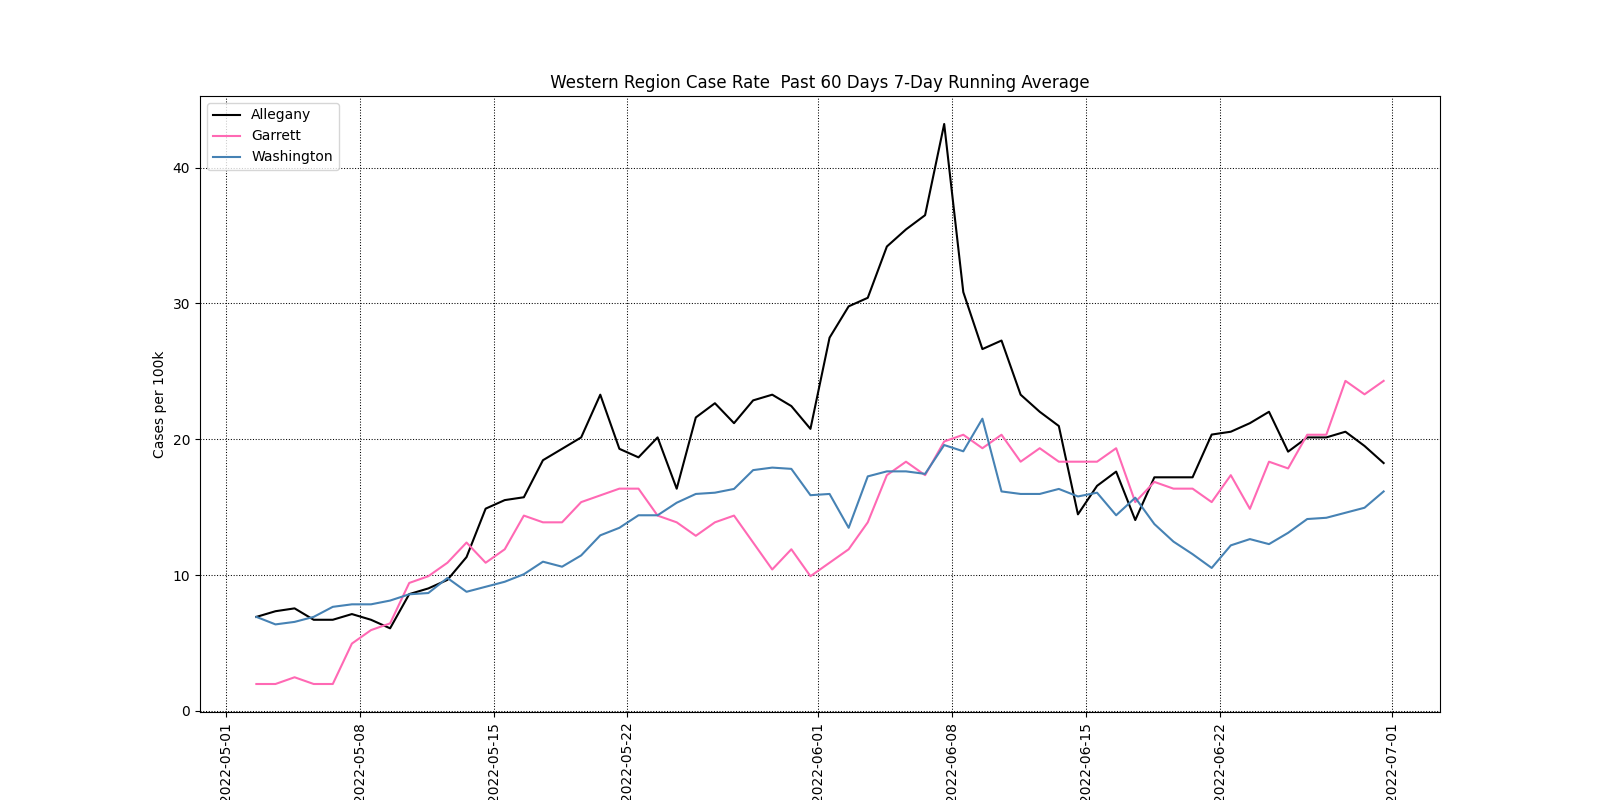 Western Region Case Rate  Past 60 Days 7-Day Running Average
Allegany
Garrett
Washington
Cases per 100k
40
30
20
10
0
2022-05-01
2022-05-08
2022-05-15
2022-05-22
2022-06-01
2022-06-08
2022-06-15
2022-06-22
2022-07-01